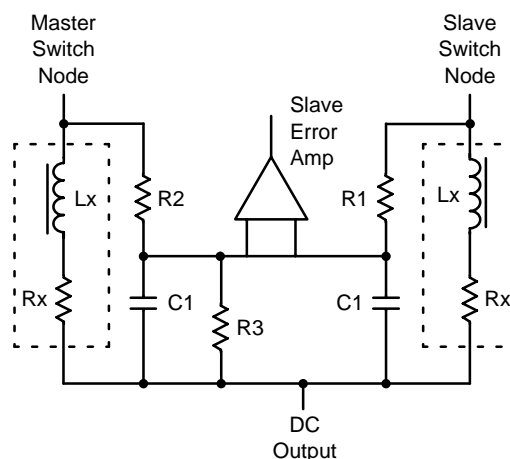 Master
Switch
Node
Slave
Switch
Node
Slave
Error
Amp
Lx
R2
R1
Lx
Rx
C1
R3
C1
Rx
DC
Output